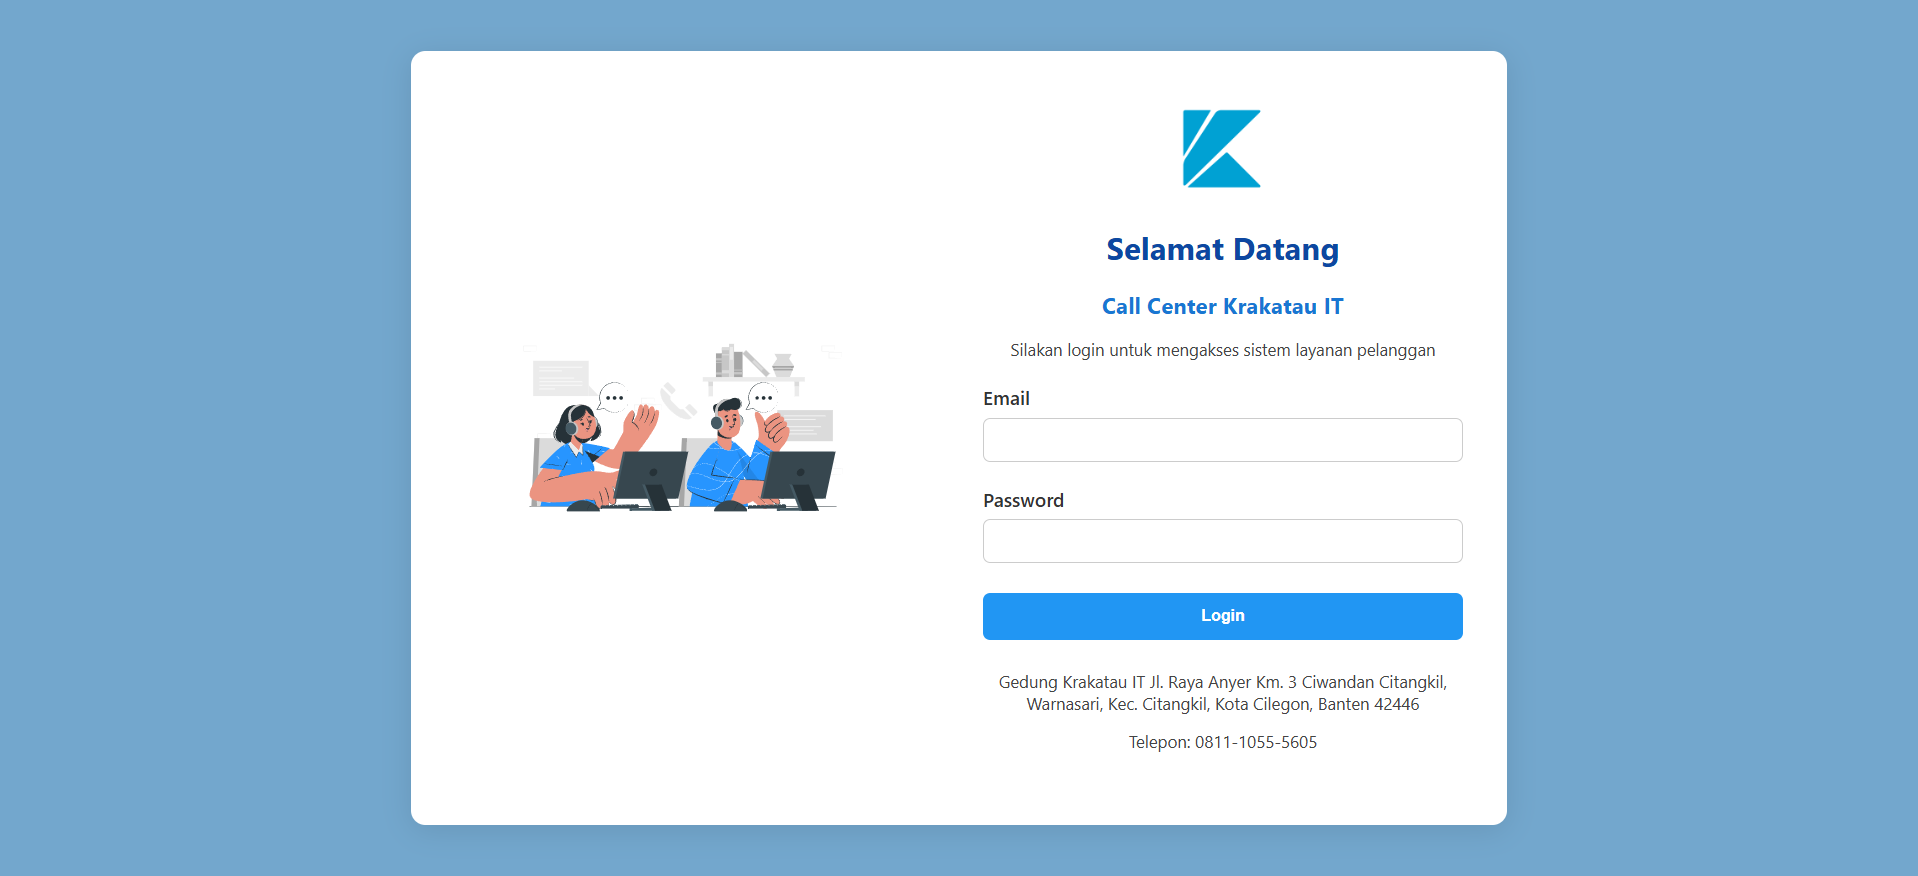 Selamat Datang
Call Center Krakatau IT
Silakan login untuk mengakses sistem layanan pelanggan
Email
Password
Login
Gedung Krakatau IT Jl. Raya Anyer Km. 3 Ciwandan Citangkil,
Warnasari, Kec. Citangkil, Kota Cilegon, Banten 42446
Telepon: 0811-1055-5605